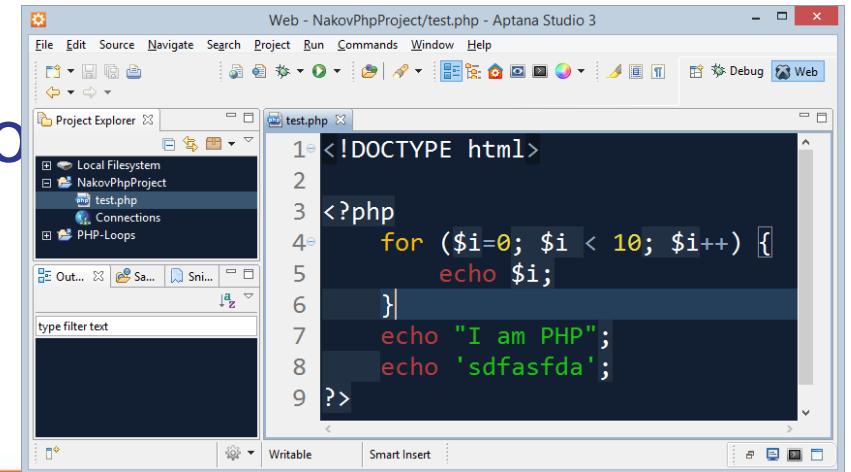 Web - NakovPhpProject/test.php - Aptana Studio 3
File Edit Source Navigate Search Project Run Commands Window Help
Debug Web
Project Explorer
Local Filesystem
NakovPhpProject
test.php
Connections
PHP-Loops
Out... Sa... Sni...
type filter text
test.php
1 <!DOCTYPE html>
2
3 <?php
4 for ($i=0; $i < 10; $i++) {
5 echo $i;
6 }
7 echo "I am PHP";
8 echo 'sdfasfda';
9 ?>
Writable Smart Insert